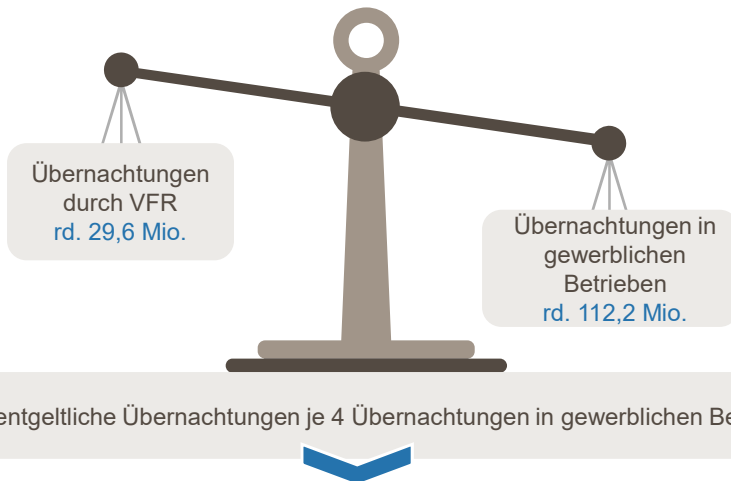 Übernachtungen
durch VFR
rd. 29,6 Mio.
Übernachtungen in
gewerblichen
Betrieben
rd. 112,2 Mio.
entgeltliche Übernachtungen je 4 Übernachtungen in gewerblichen Be